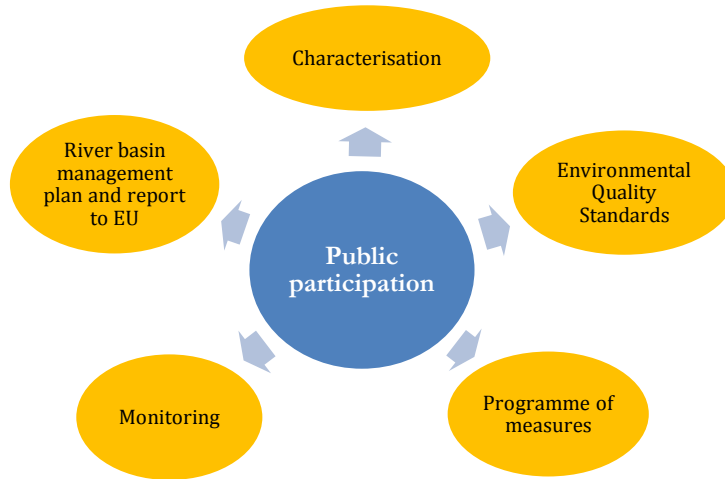 Characterisation
River basin
management
plan and report
to EU
Environmental
Quality
Standards
Public
participation
Monitoring
Programme of
measures